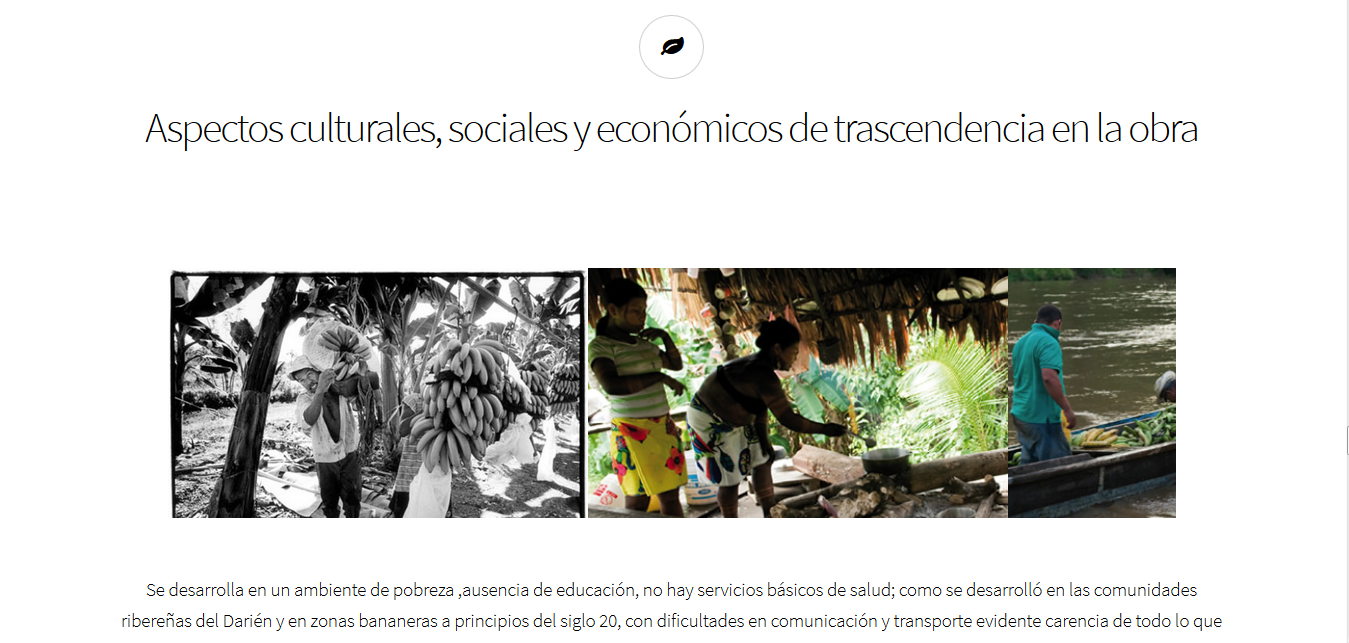 Aspectos culturales, sociales y económicos de trascendencia en la obra
Se desarrolla en un ambiente de pobreza ,ausencia de educación, no hay servicios básicos de salud; como se desarrolló en las comunidades
ribereñas del Darién y en zonas bananeras a principios del siglo 20, con dificultades en comunicación y transporte evidente carencia de todo lo que